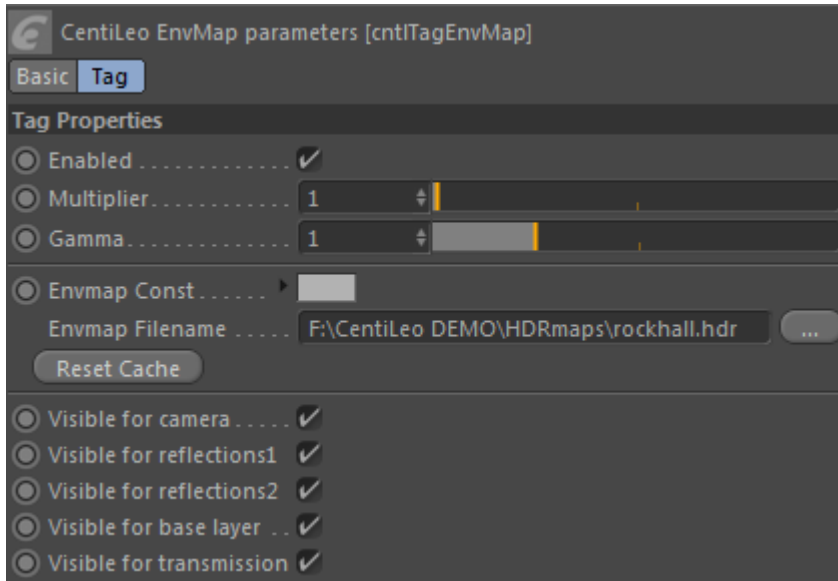 CentiLeo EnvMap parameters [cntlTagEnvMap]
Basic Tag
Tag Properties
Enabled . . . . . . . . . . . . .
Multiplier . . . . . . . . . . . . 1
Gamma . . . . . . . . . . . . . . 1
Envmap Const . . . . . .
Envmap Filename . . . . . F:\CentiLeo DEMO\HDRmaps\rockhall.hdr ...
Reset Cache
Visible for camera . . . . .
Visible for reflections1
Visible for reflections2
Visible for base layer . .
Visible for transmission